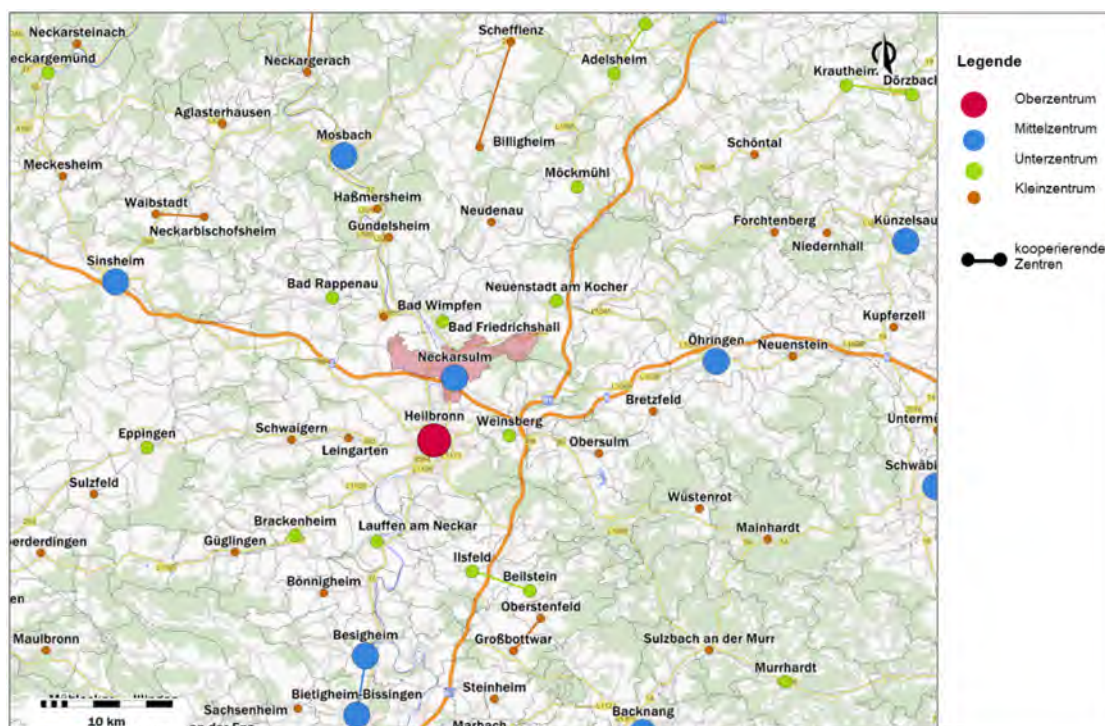 Neckarsteinach
Schefflenz
Neckargerach
Adelsheim
Krautheim
Dörzbach
Aglasterhausen
Mosbach
Billigheim
Schöntal
Meckesheim
Möckmühl
Waibstadt
Haßmersheim
Neudenau
Forchtenberg
Künzelsau
Neckarbischofsheim
Gundelsheim
Niedernhall
Sinsheim
Bad Rappenau
Neuenstadt am Kocher
Bad Wimpfen
Kupferzell
Bad Friedrichshall
Neckarsulm
Öhringen
Neuenstein
Heilbronn
Weinsberg
Bretzfeld
Eppingen
Schwaigern
Leingarten
Obersulm
Untermü
Schwäbi
Sulzfeld
Wüstenrot
Brackenheim
Lauffen am Neckar
Mainhardt
erderdingen
Güglingen
Ilsfeld
Beilstein
Bönnigheim
Oberstenfeld
en
Maulbronn
Besigheim
Großbottwar
Sulzbach an der Murr
Murrhardt
Bietigheim-Bissingen
Steinheim
Sachsenheim
Backnang
Marbach
10 km
Legende
Oberzentrum
Mittelzentrum
Unterzentrum
Kleinzentrum
kooperierende
Zentren